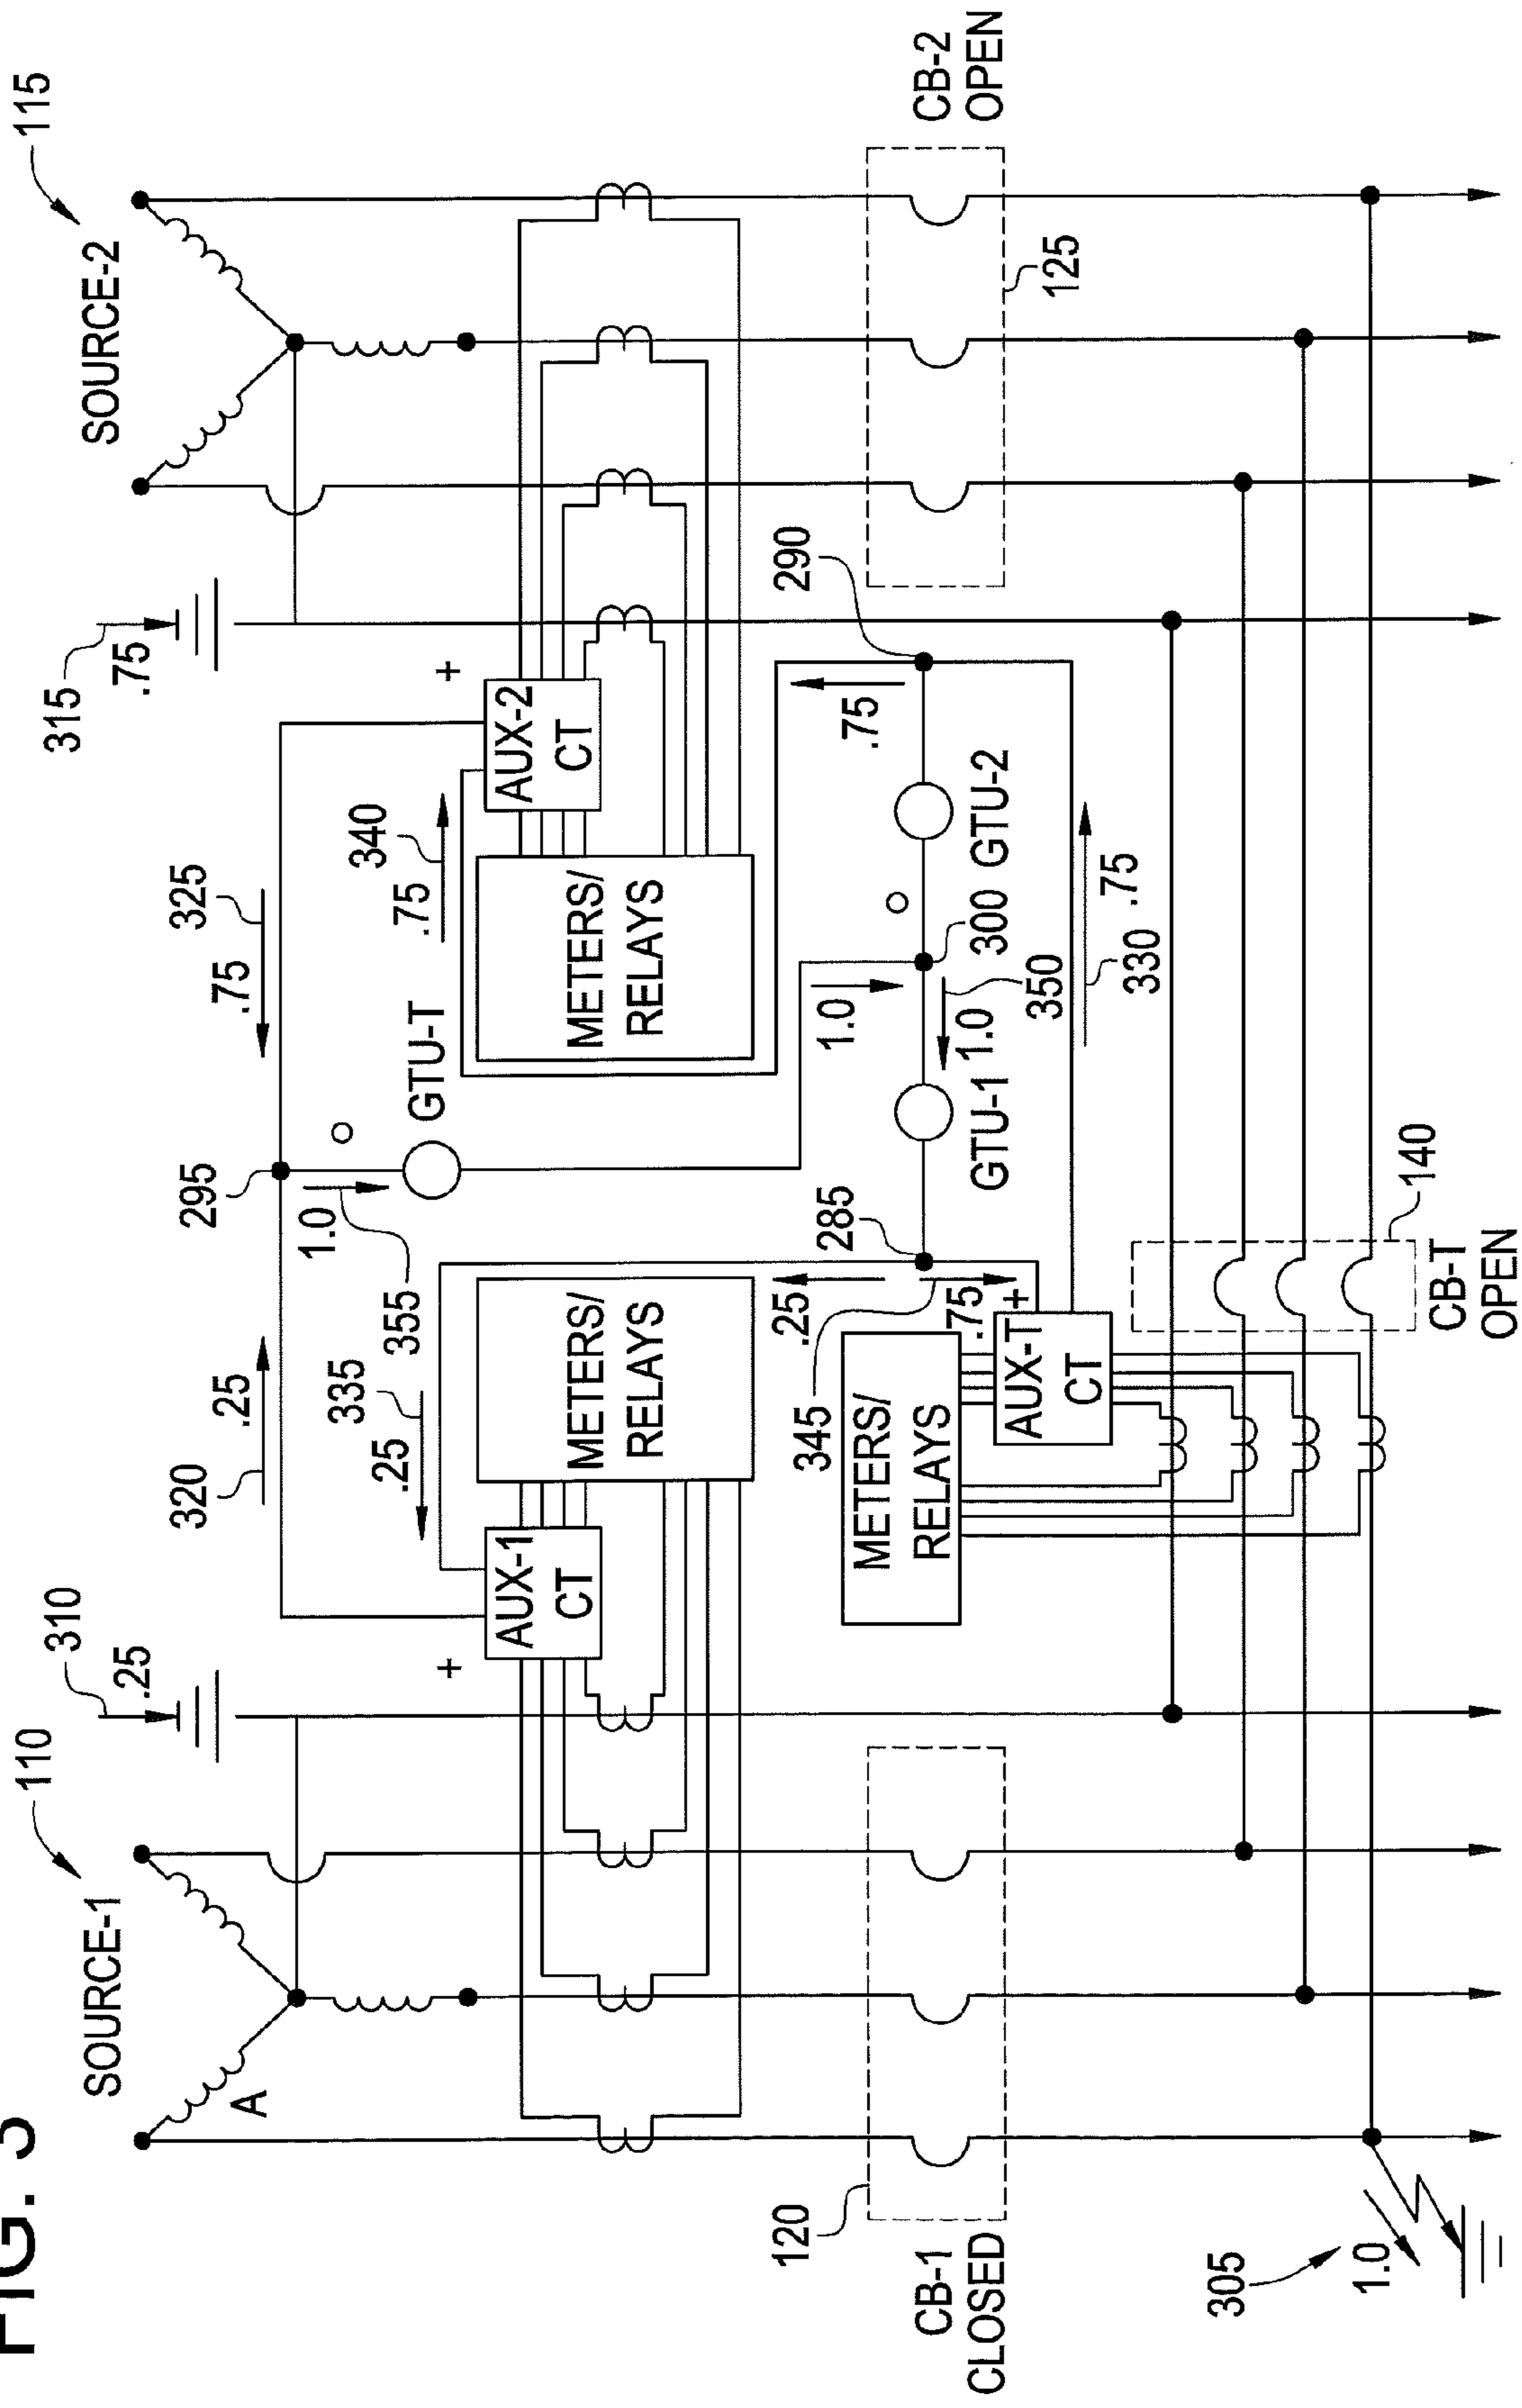 FIG. 3
110
SOURCE-1
A
310
.25
320
.25
295
325
.75
315
.75
SOURCE-2
115
+
AUX-1
CT
METERS/
RELAYS
335
.25
355
1.0
GTU-T
METERS/
RELAYS
340
.75
AUX-2
CT
+
120
CB-1
CLOSED
METERS/
RELAYS
345
.25
.75
+
AUX-T
CT
285
GTU-1
1.0
350
1.0
300
GTU-2
330
.75
.75
290
125
CB-2
OPEN
305
1.0
140
CB-T
OPEN